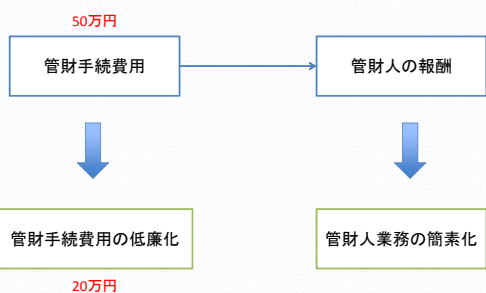 50万円
管財手続費用
管財人の報酬
管財手続費用の低廉化
管財人業務の簡素化
20万円